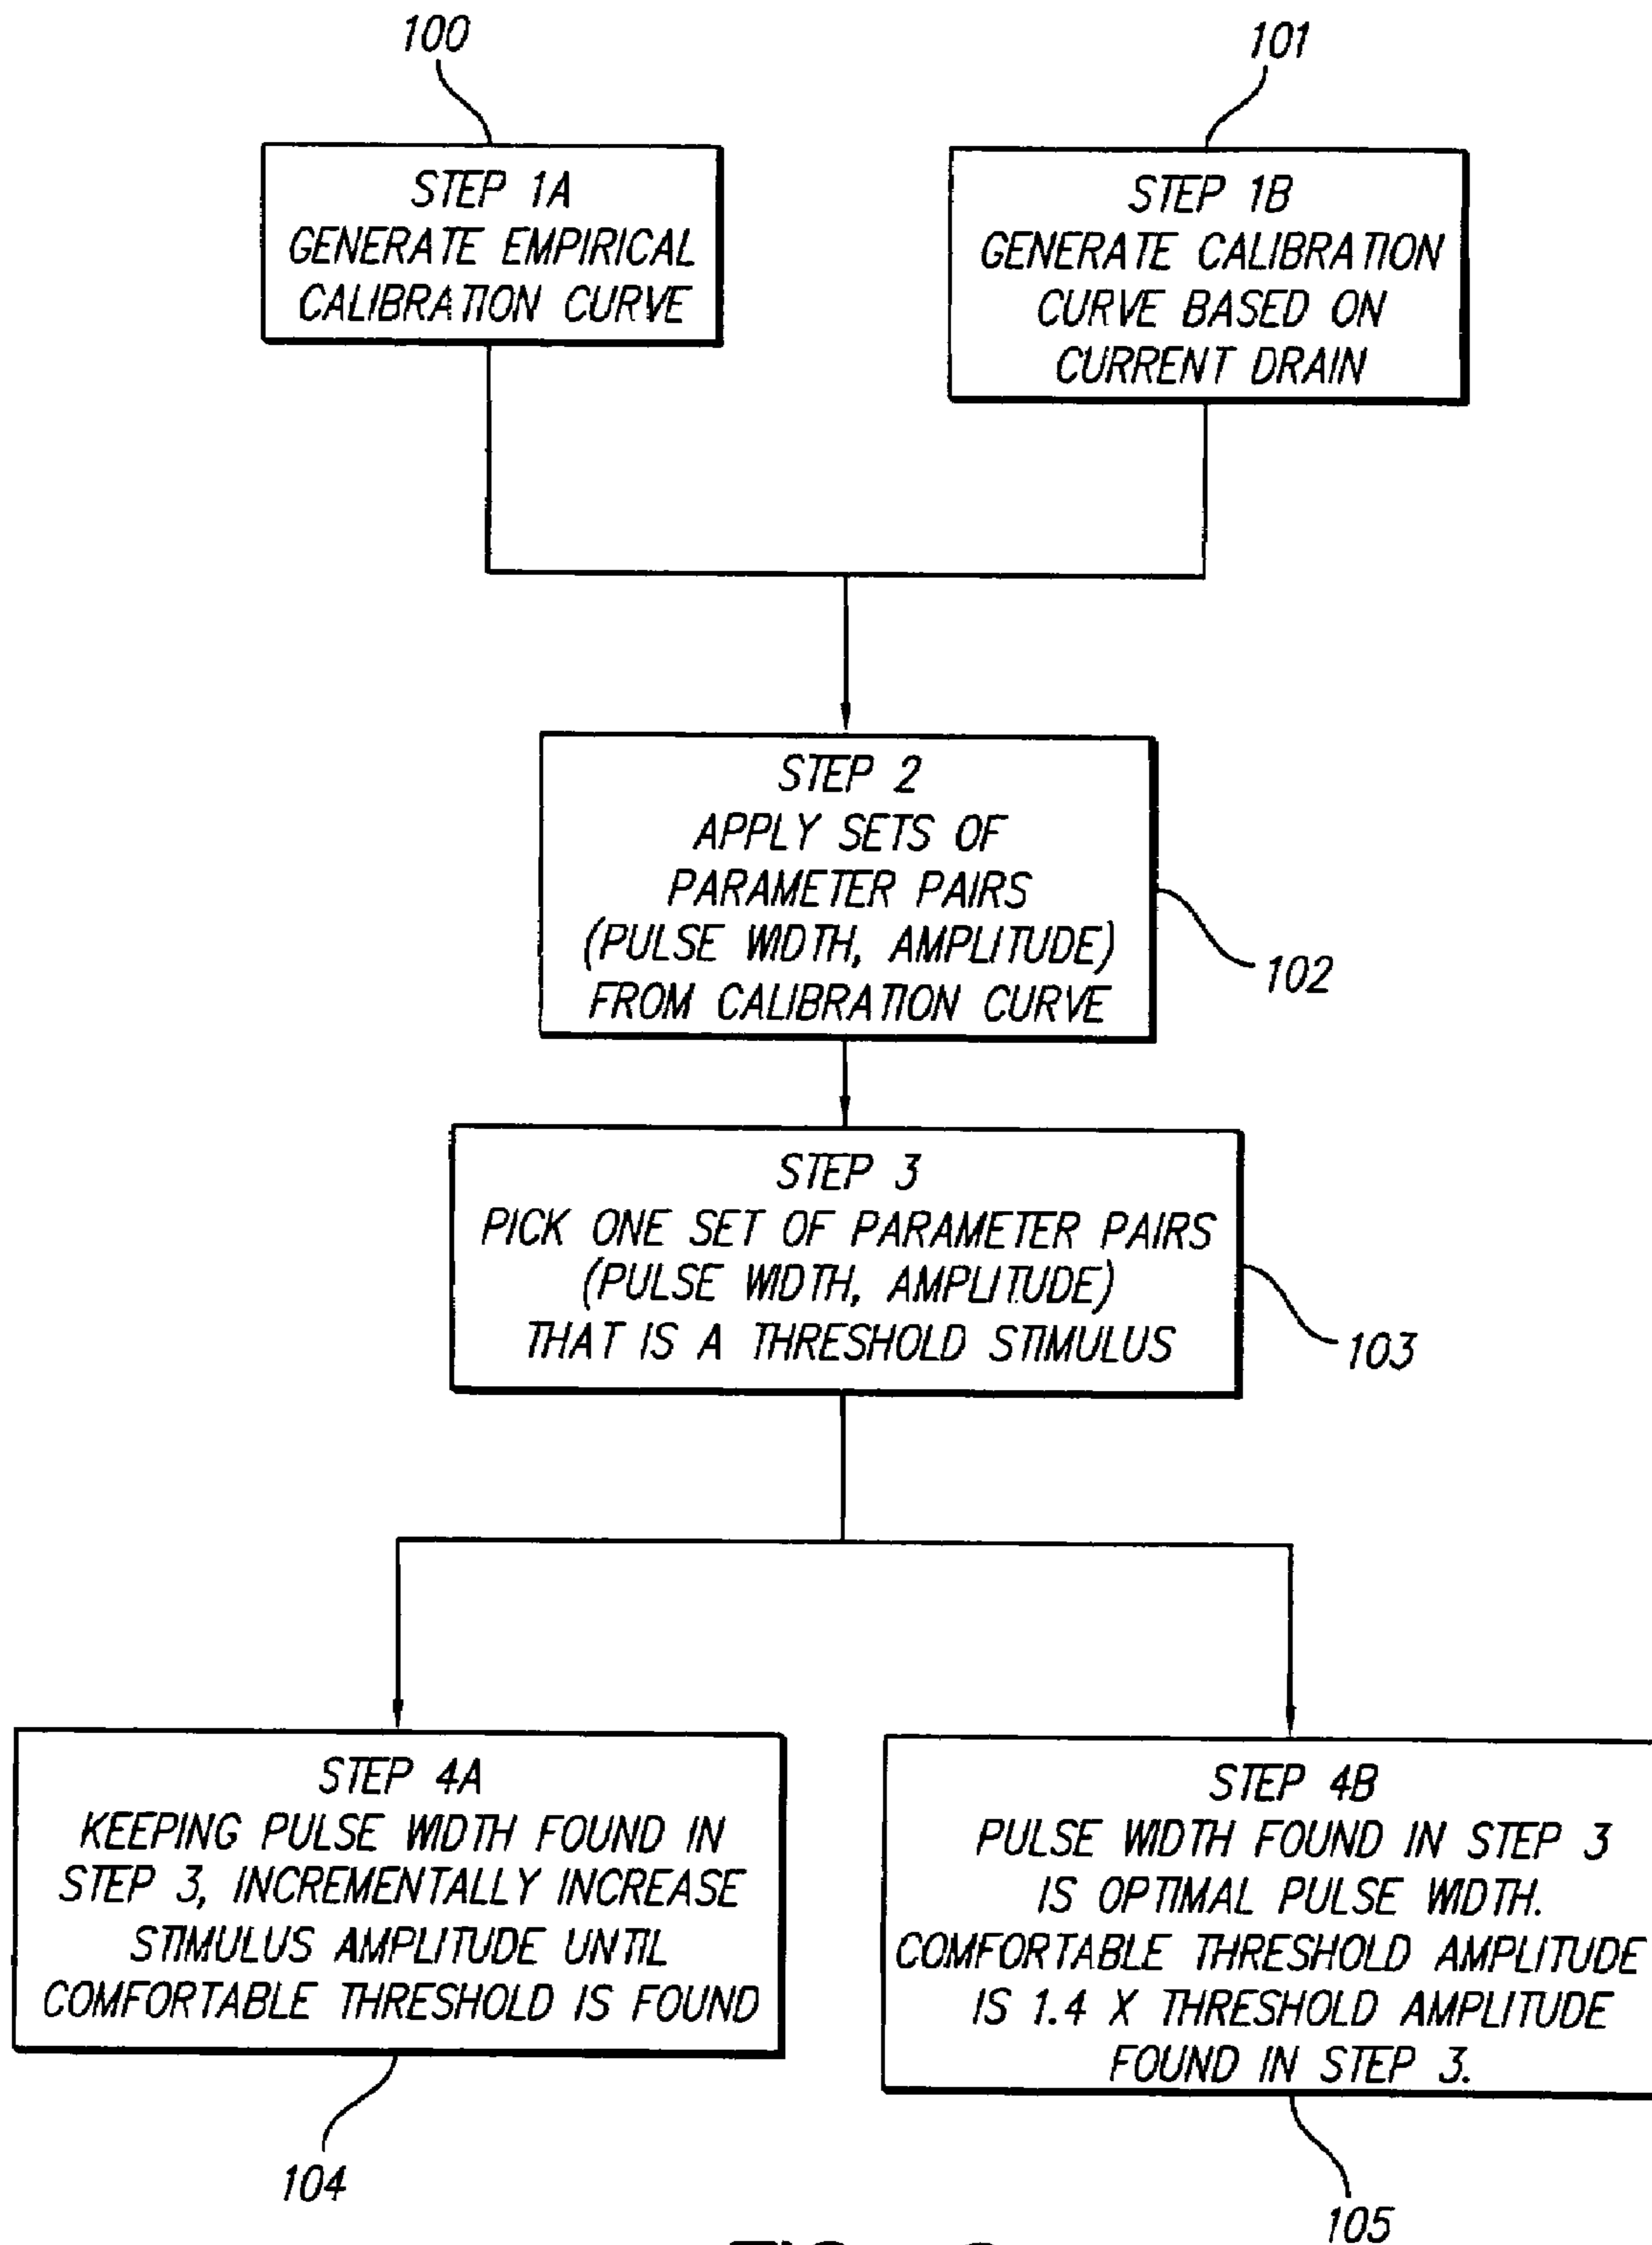 100
101
STEP 1A
GENERATE EMPIRICAL
CALIBRATION CURVE
STEP 1B
GENERATE CALIBRATION
CURVE BASED ON
CURRENT DRAIN
STEP 2
APPLY SETS OF
PARAMETER PAIRS
(PULSE WIDTH, AMPLITUDE)
FROM CALIBRATION CURVE
102
STEP 3
PICK ONE SET OF PARAMETER PAIRS
(PULSE WIDTH, AMPLITUDE)
THAT IS A THRESHOLD STIMULUS
103
STEP 4A
KEEPING PULSE WIDTH FOUND IN
STEP 3, INCREMENTALLY INCREASE
STIMULUS AMPLITUDE UNTIL
COMFORTABLE THRESHOLD IS FOUND
104
STEP 4B
PULSE WIDTH FOUND IN STEP 3
IS OPTIMAL PULSE WIDTH.
COMFORTABLE THRESHOLD AMPLITUDE
IS 1.4 X THRESHOLD AMPLITUDE
FOUND IN STEP 3.
105